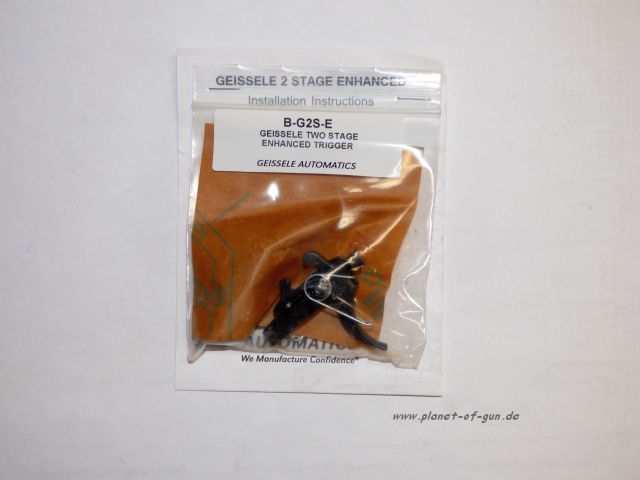 GEISSELE 2 STAGE ENHANCED
Installation Instructions
B-G2S-E
GEISSELE TWO STAGE
ENHANCED TRIGGER
GEISSELE AUTOMATICS
AUTOMATICS
We Manufacture Confidence®
www.planet-of-gun.de